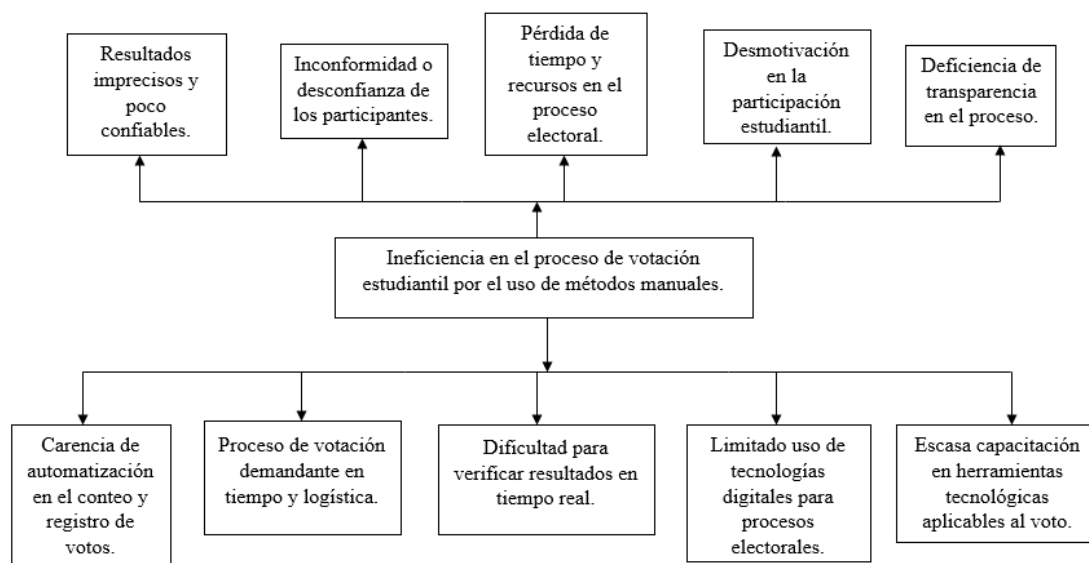 Resultados
imprecisos y
poco
confiables.
Inconformidad o
desconfianza de
los participantes.
Pérdida de
tiempo y
recursos en el
proceso
electoral.
Desmotivación
en la
participación
estudiantil.
Deficiencia de
transparencia
en el proceso.
Ineficiencia en el proceso de votación
estudiantil por el uso de métodos manuales.
Carencia de
automatización
en el conteo y
registro de
votos.
Proceso de votación
demandante en
tiempo y logística.
Dificultad para
verificar resultados en
tiempo real.
Limitado uso de
tecnologías
digitales para
procesos
electorales.
Escasa capacitación
en herramientas
tecnológicas
aplicables al voto.